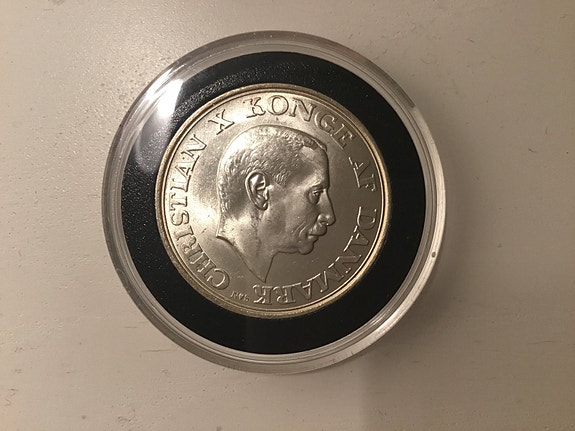 CHRISTIAN X KONGE AF DANMARK